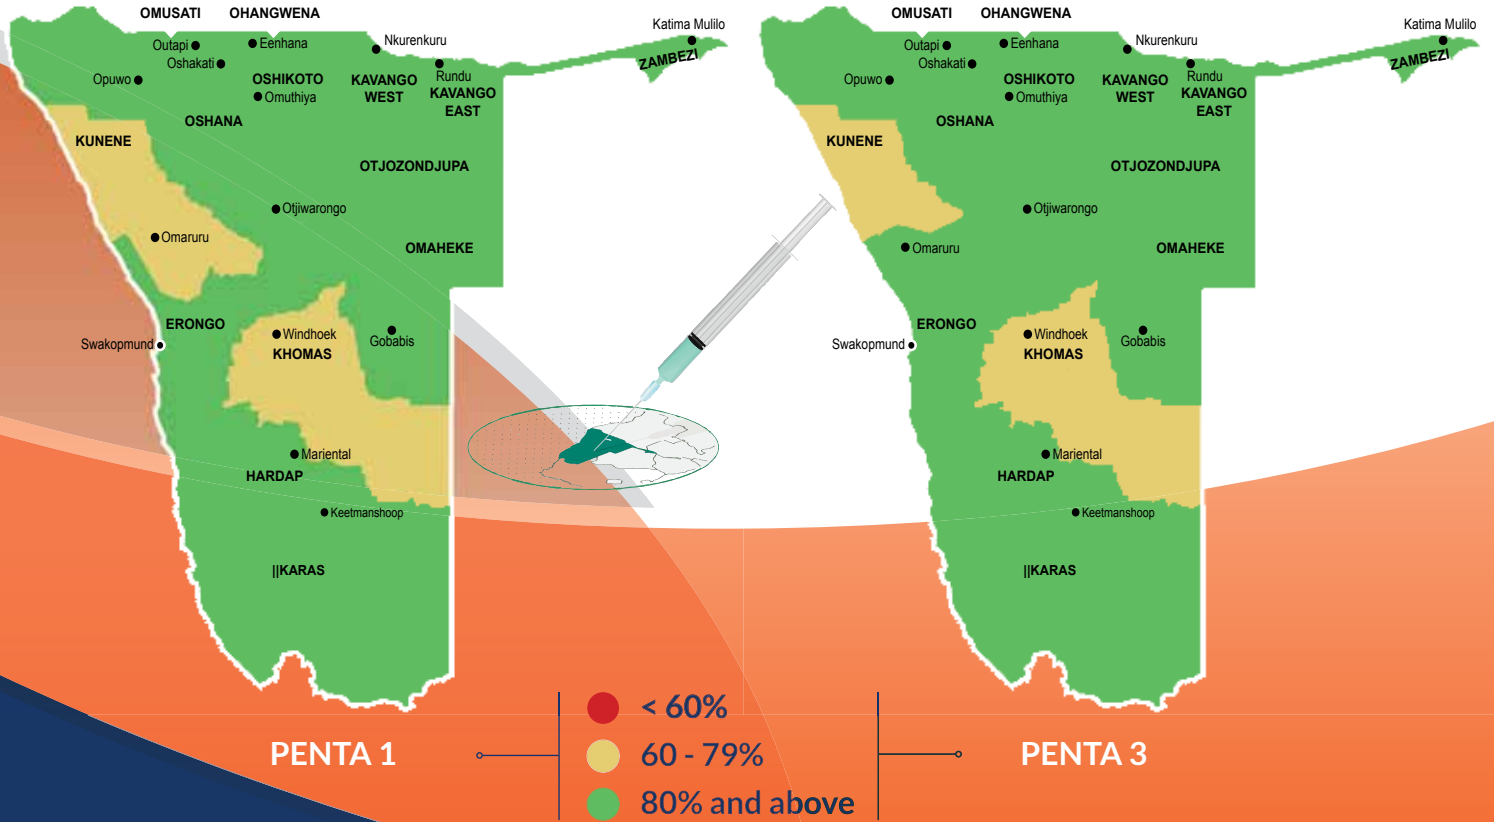 OMUSATI
OHANGWENA
Katima Mulilo
Outapi
Eenhana
Nkurenkuru
Oshakati
ZAMBEZI
Opuwo
OSHIKOTO
KAVANGO
WEST
Rundu
KAVANGO
EAST
Omuthiya
OSHANA
KUNENE
OTJOZONDJUPA
Otjiwarongo
Omaruru
OMAHEKE
ERONGO
Swakopmund
Windhoek
KHOMAS
Gobabis
Mariental
HARDAP
Keetmanshoop
||KARAS
PENTA 1
OMUSATI
OHANGWENA
Katima Mulilo
Outapi
Eenhana
Nkurenkuru
Oshakati
ZAMBEZI
Opuwo
OSHIKOTO
KAVANGO
WEST
Rundu
KAVANGO
EAST
Omuthiya
OSHANA
KUNENE
OTJOZONDJUPA
Otjiwarongo
Omaruru
OMAHEKE
ERONGO
Swakopmund
Windhoek
KHOMAS
Gobabis
Mariental
HARDAP
Keetmanshoop
||KARAS
PENTA 3
< 60%
60 - 79%
80% and above